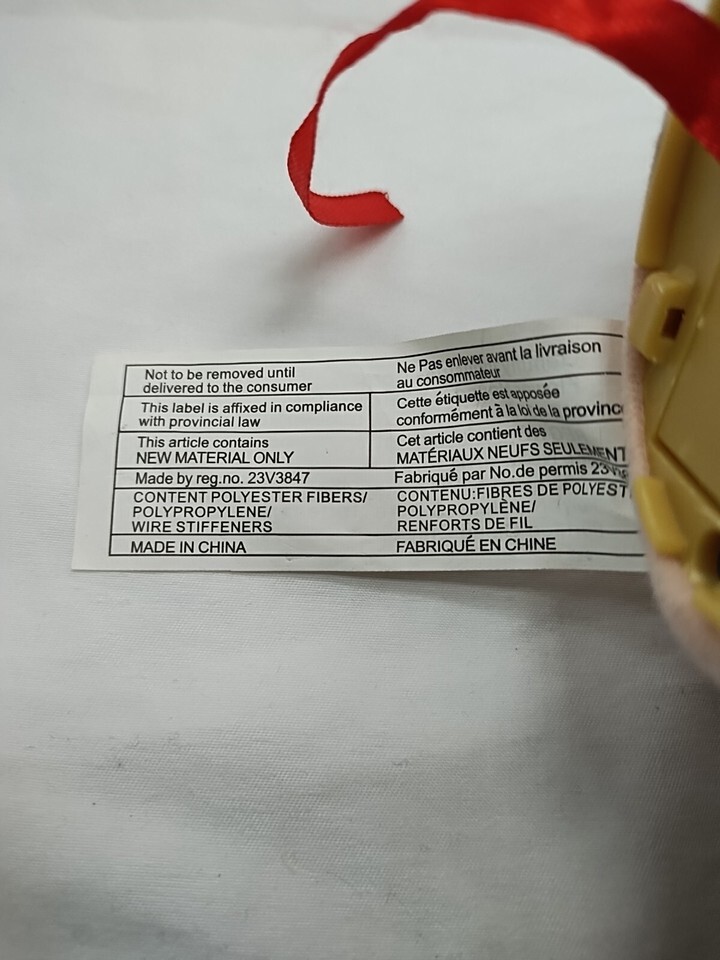 Not to be removed until
delivered to the consumer
Ne Pas enlever avant la livraison
au consommateur
This label is affixed in compliance
with provincial law
Cette étiquette est apposée
conformément à la loi de la provinc
This article contains
NEW MATERIAL ONLY
Cet article contient des
MATÉRIAUX NEUFS SEULEMENT
Made by reg.no. 23V3847
Fabriqué par No.de permis
CONTENT POLYESTER FIBERS/
POLYPROPYLENE/
WIRE STIFFENERS
CONTENU:FIBRES DE POLYEST
POLYPROPYLÈNE/
RENFORTS DE FIL
MADE IN CHINA
FABRIQUÉ EN CHINE